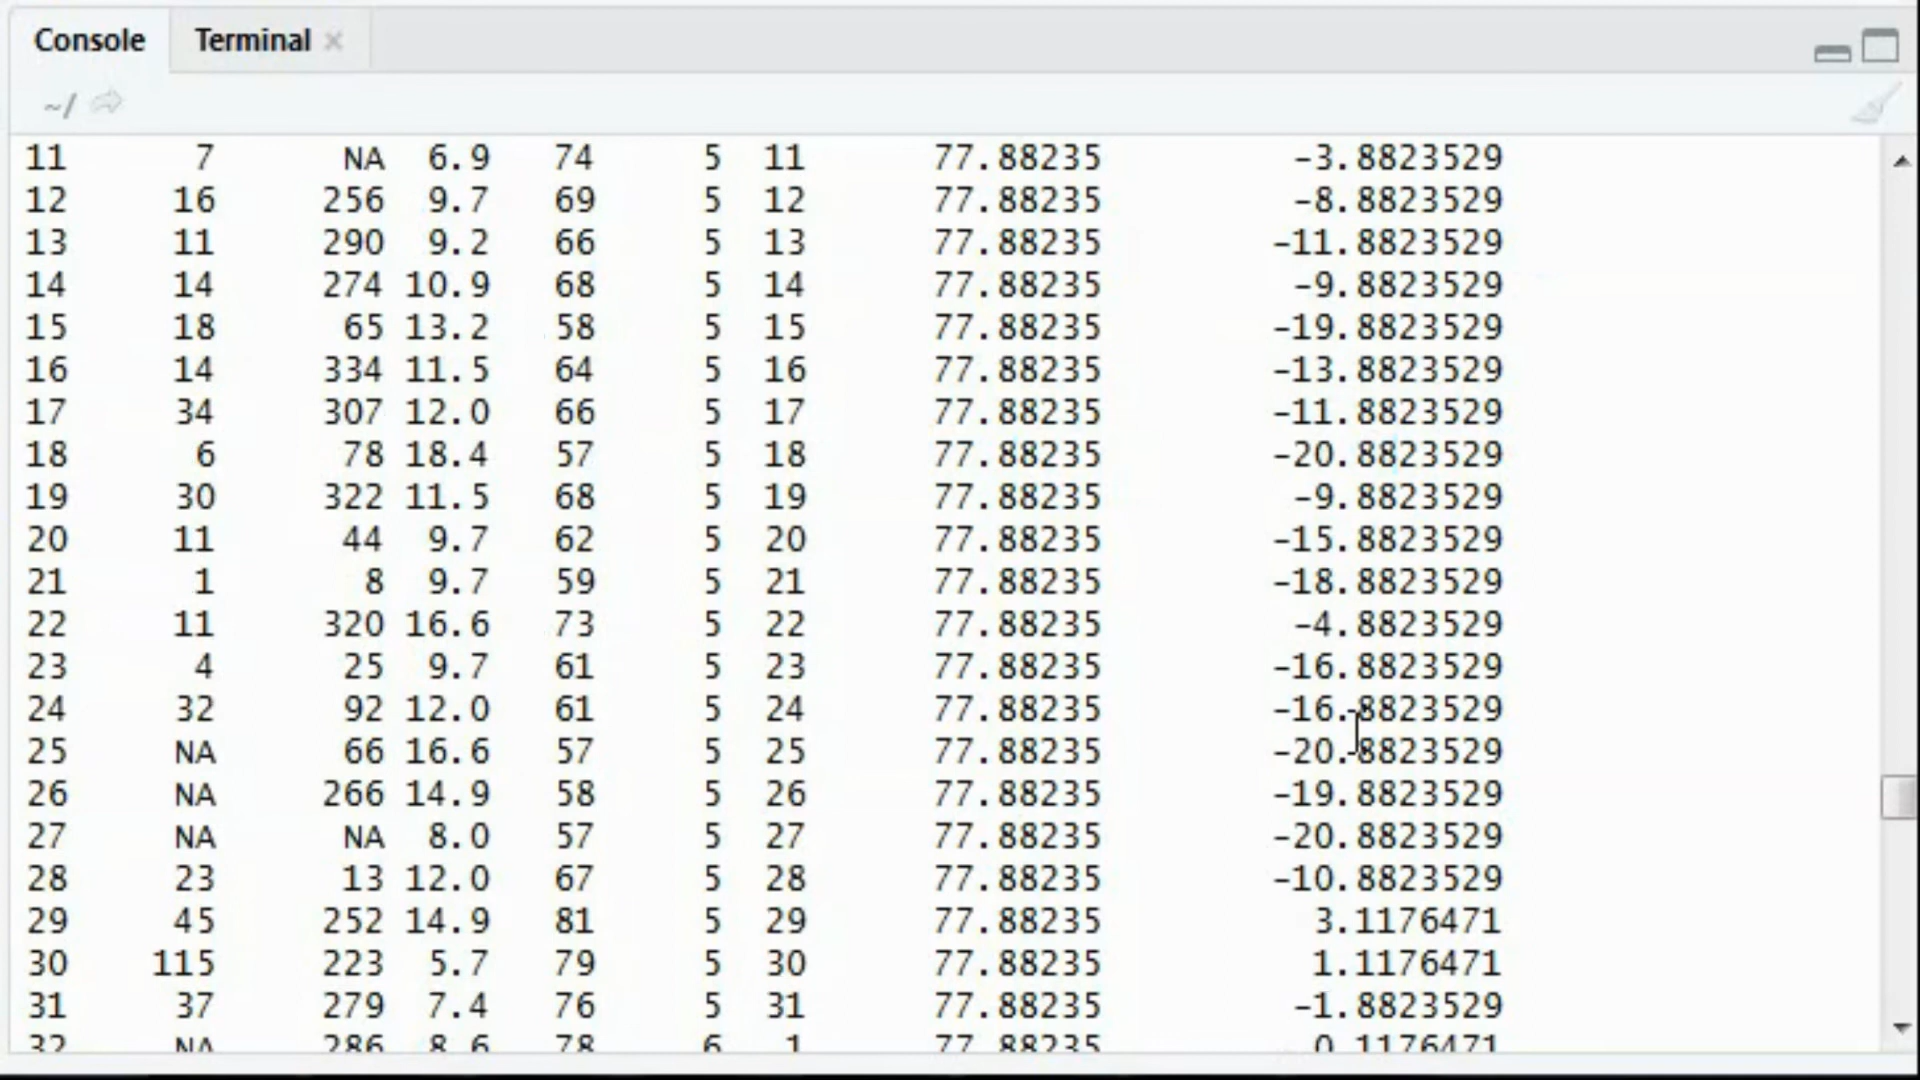 Console Terminal
~/
11 7 NA 6.9 74 5 11 77.88235 -3.8823529
12 16 256 9.7 69 5 12 77.88235 -8.8823529
13 11 290 9.2 66 5 13 77.88235 -11.8823529
14 14 274 10.9 68 5 14 77.88235 -9.8823529
15 18 65 13.2 58 5 15 77.88235 -19.8823529
16 14 334 11.5 64 5 16 77.88235 -13.8823529
17 34 307 12.0 66 5 17 77.88235 -11.8823529
18 6 78 18.4 57 5 18 77.88235 -20.8823529
19 30 322 11.5 68 5 19 77.88235 -9.8823529
20 11 44 9.7 62 5 20 77.88235 -15.8823529
21 1 8 9.7 59 5 21 77.88235 -18.8823529
22 11 320 16.6 73 5 22 77.88235 -4.8823529
23 4 25 9.7 61 5 23 77.88235 -16.8823529
24 32 92 12.0 61 5 24 77.88235 -16.8823529
25 NA 66 16.6 57 5 25 77.88235 -20.8823529
26 NA 266 14.9 58 5 26 77.88235 -19.8823529
27 NA NA 8.0 57 5 27 77.88235 -20.8823529
28 23 13 12.0 67 5 28 77.88235 -10.8823529
29 45 252 14.9 81 5 29 77.88235 3.1176471
30 115 223 5.7 79 5 30 77.88235 1.1176471
31 37 279 7.4 76 5 31 77.88235 -1.8823529
32 NA 286 8.6 78 6 1 77.88235 0.1176471